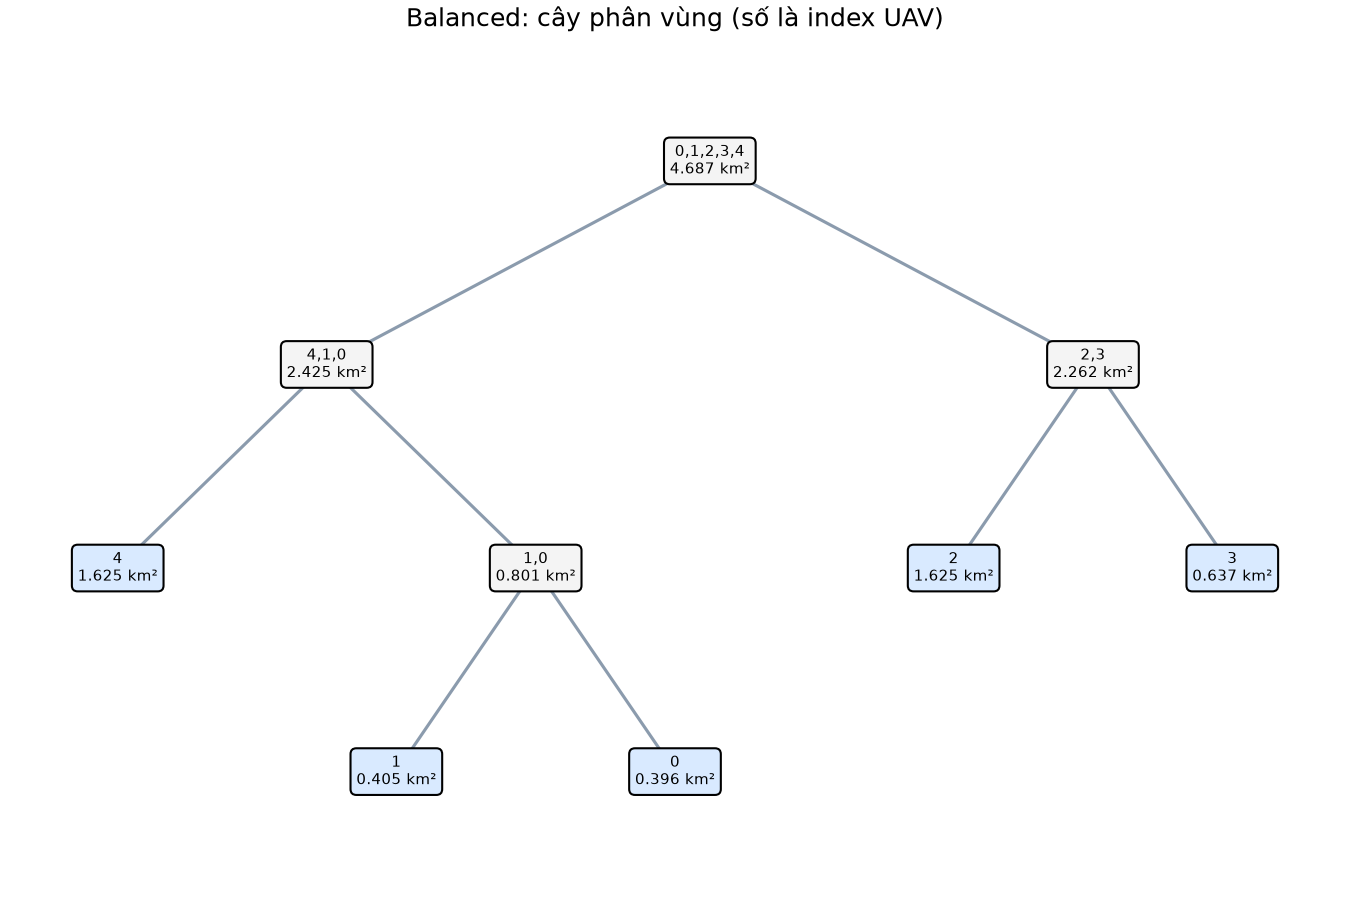 Balanced: cây phân vùng (số là index UAV)
0,1,2,3,4
4.687 km²
4,1,0
2.425 km²
2,3
2.262 km²
4
1.625 km²
1,0
0.801 km²
2
1.625 km²
3
0.637 km²
1
0.405 km²
0
0.396 km²